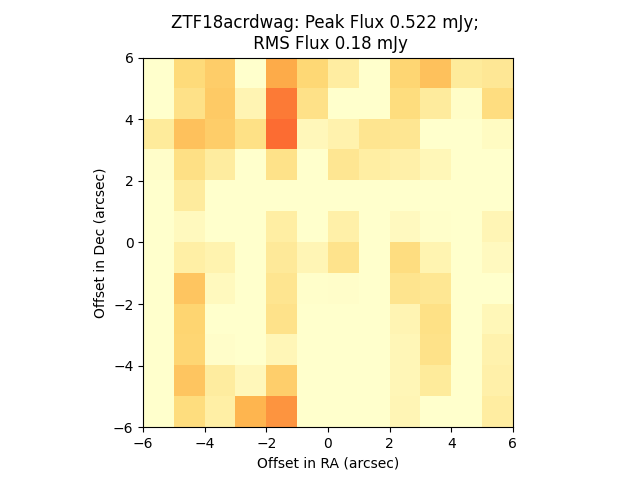 ZTF18acrdwag: Peak Flux 0.522 mJy;
RMS Flux 0.18 mJy
6
4
2
0
−2
−4
−6
Offset in Dec (arcsec)
−6 −4 −2 0 2 4 6
Offset in RA (arcsec)